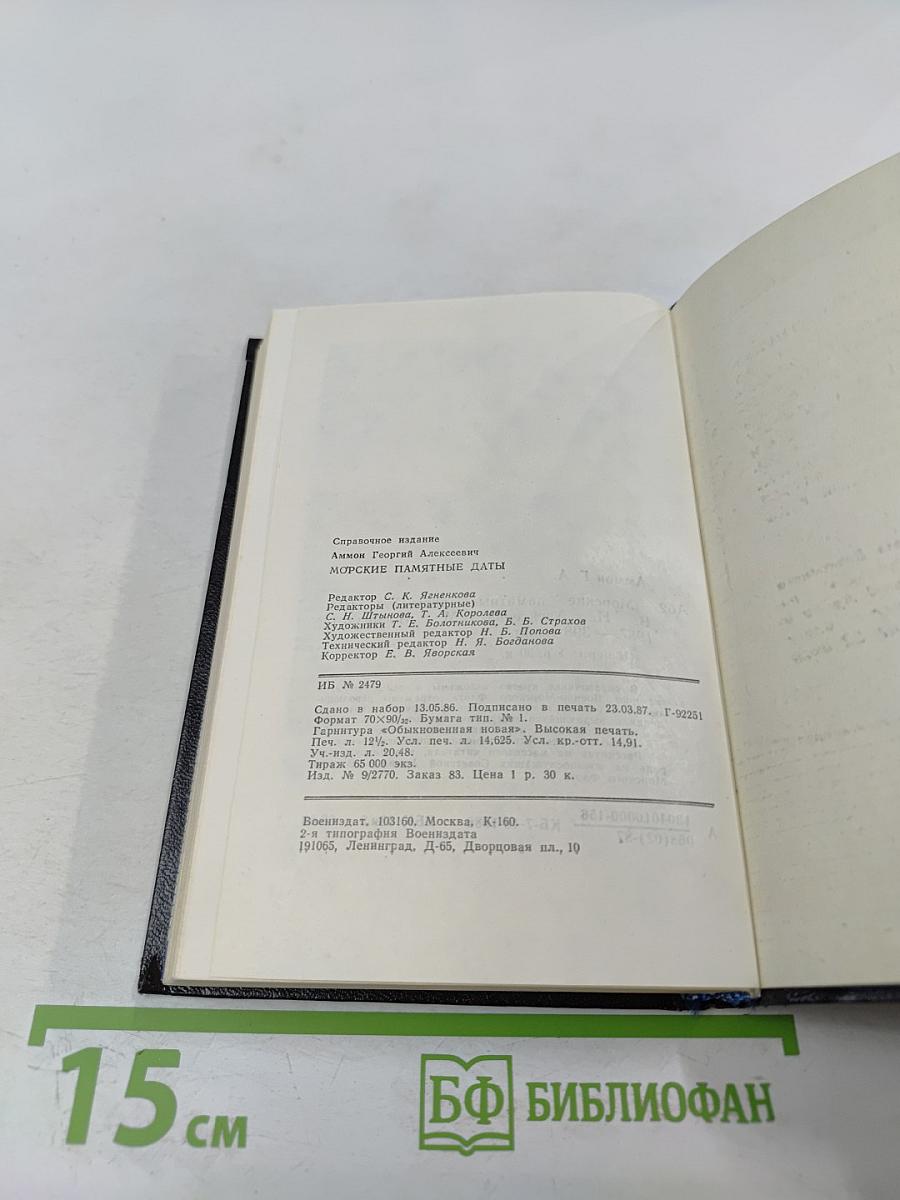 Справочное издание
Аммон Георгий Алексеевич
МОРСКИЕ ПАМЯТНЫЕ ДАТЫ
Редактор С. К. Ягненкова
Редакторы (литературные)
С. Н. Штынова, Т. А. Королева
Художники Т. Е. Болотникова, Б. Б. Страхов
Художественный редактор Н. Б. Попова
Технический редактор Н. Я. Богданова
Корректор Е. В. Яворская
ИБ № 2479
Сдано в набор 13.05.86. Подписано в печать 23.03.87. Г-92251
Формат 70×90/32. Бумага тип. № 1.
Гарнитура «Обыкновенная новая». Высокая печать.
Печ. л. 12½. Усл. печ. л. 14,625. Усл. кр.-отт. 14,91.
Уч.-изд. л. 20,48.
Тираж 65 000 экз.
Изд. № 9/2770. Заказ 83. Цена 1 р. 30 к.
Воениздат. 103160. Москва, К-160.
2-я типография Воениздата
191065, Ленинград, Д-65, Дворцовая пл., 10
15 см
БФ БИБЛИОФАН